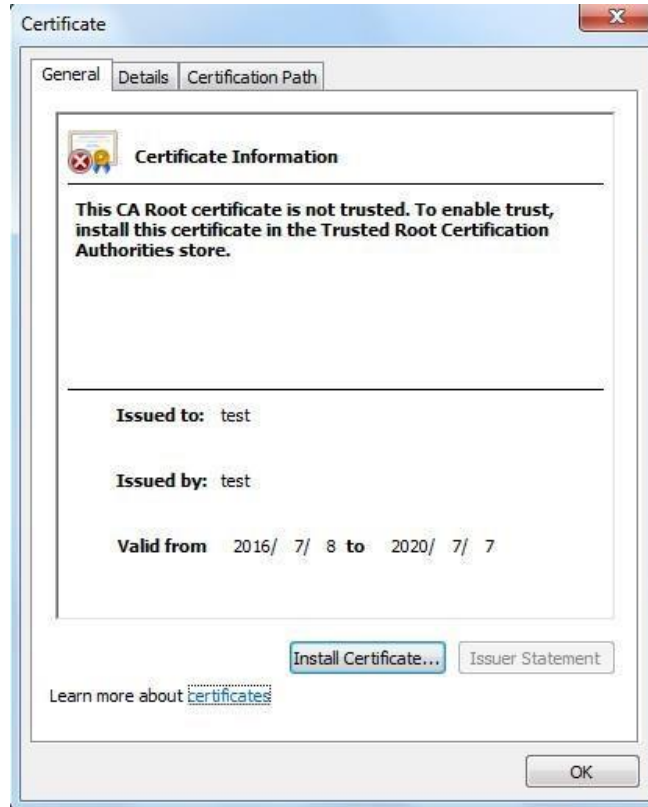 Certificate
General Details Certification Path
Certificate Information
This CA Root certificate is not trusted. To enable trust,
install this certificate in the Trusted Root Certification
Authorities store.
Issued to: test
Issued by: test
Valid from 2016/ 7/ 8 to 2020/ 7/ 7
Install Certificate... Issuer Statement
Learn more about certificates
OK